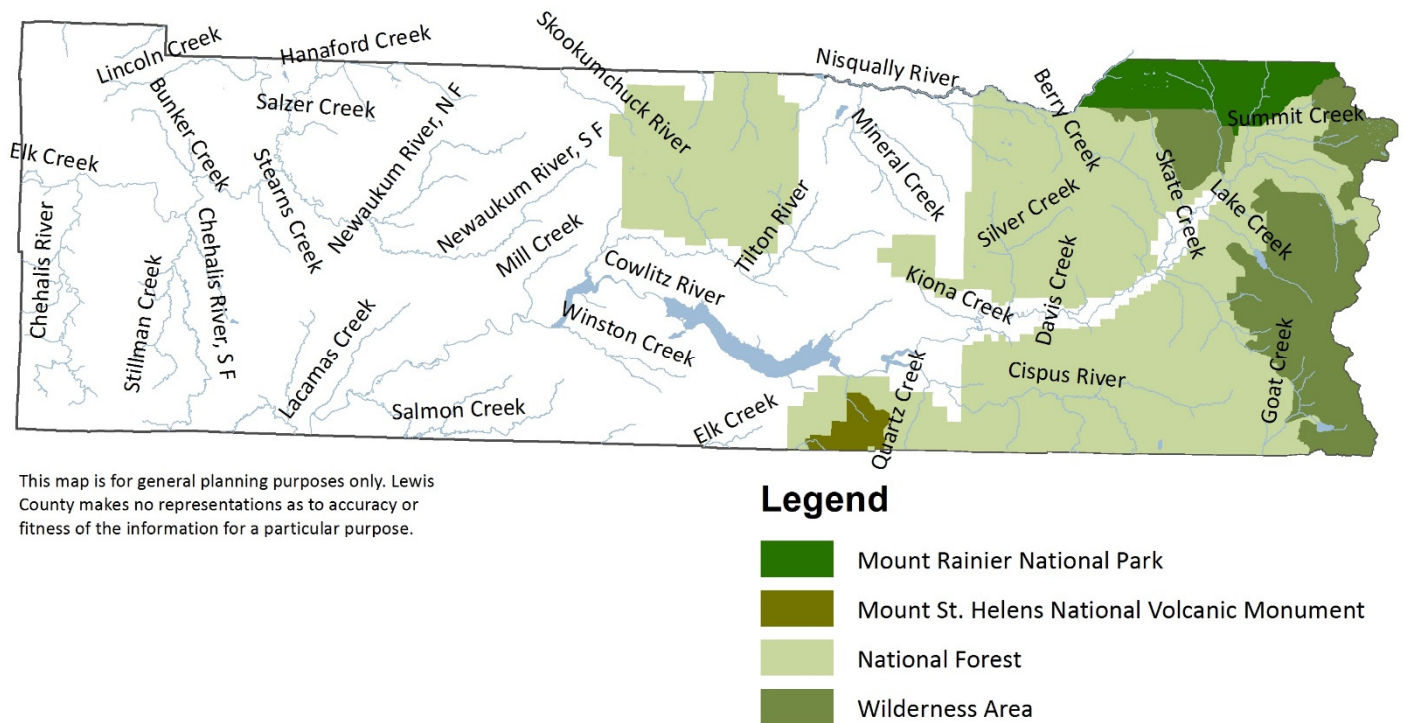 Lincoln Creek
Hanaford Creek
Skookumchuck River
Nisqually River
Berry Creek
Summit Creek
Bunker Creek
Salzer Creek
Newaukum River, N F
Newaukum River, S F
Mineral Creek
Elk Creek
Stearns Creek
Skate Creek
Lake Creek
Silver Creek
Chehalis River
Chehalis River, S F
Mill Creek
Tilton River
Stillman Creek
Cowlitz River
Kiona Creek
Davis Creek
Winston Creek
Lacamas Creek
Cispus River
Goat Creek
Salmon Creek
Elk Creek
Quartz Creek
This map is for general planning purposes only. Lewis
County makes no representations as to accuracy or
fitness of the information for a particular purpose.
Legend
Mount Rainier National Park
Mount St. Helens National Volcanic Monument
National Forest
Wilderness Area